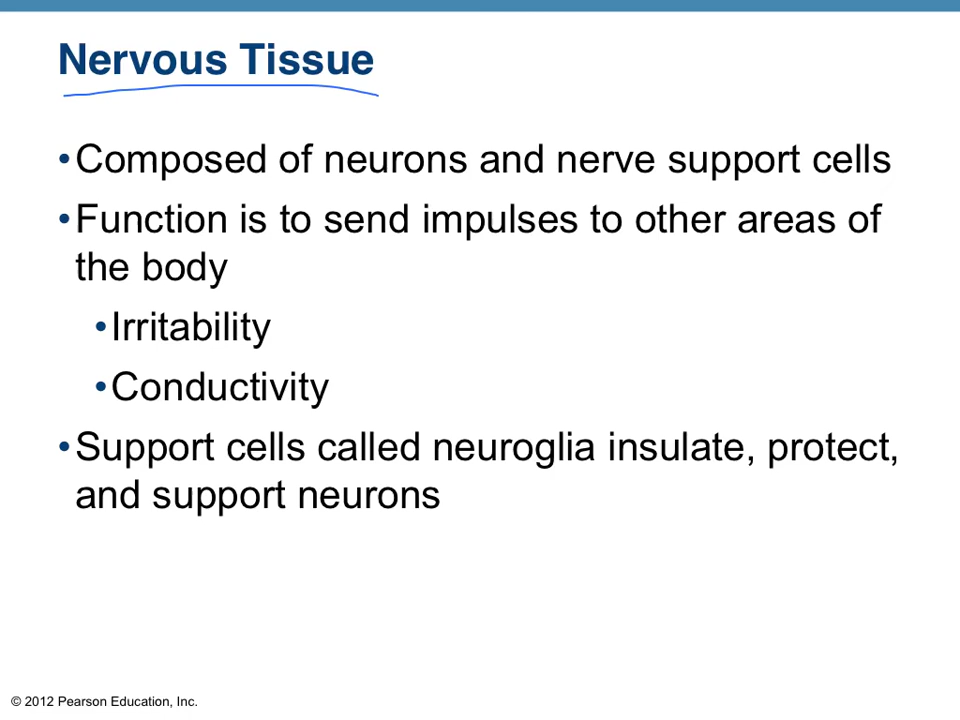 Nervous Tissue
•Composed of neurons and nerve support cells
•Function is to send impulses to other areas of
the body
•Irritability
•Conductivity
•Support cells called neuroglia insulate, protect,
and support neurons
© 2012 Pearson Education, Inc.